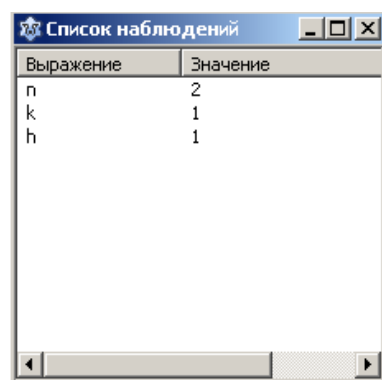 Список наблюдений
Выражение Значение
n 2
k 1
h 1